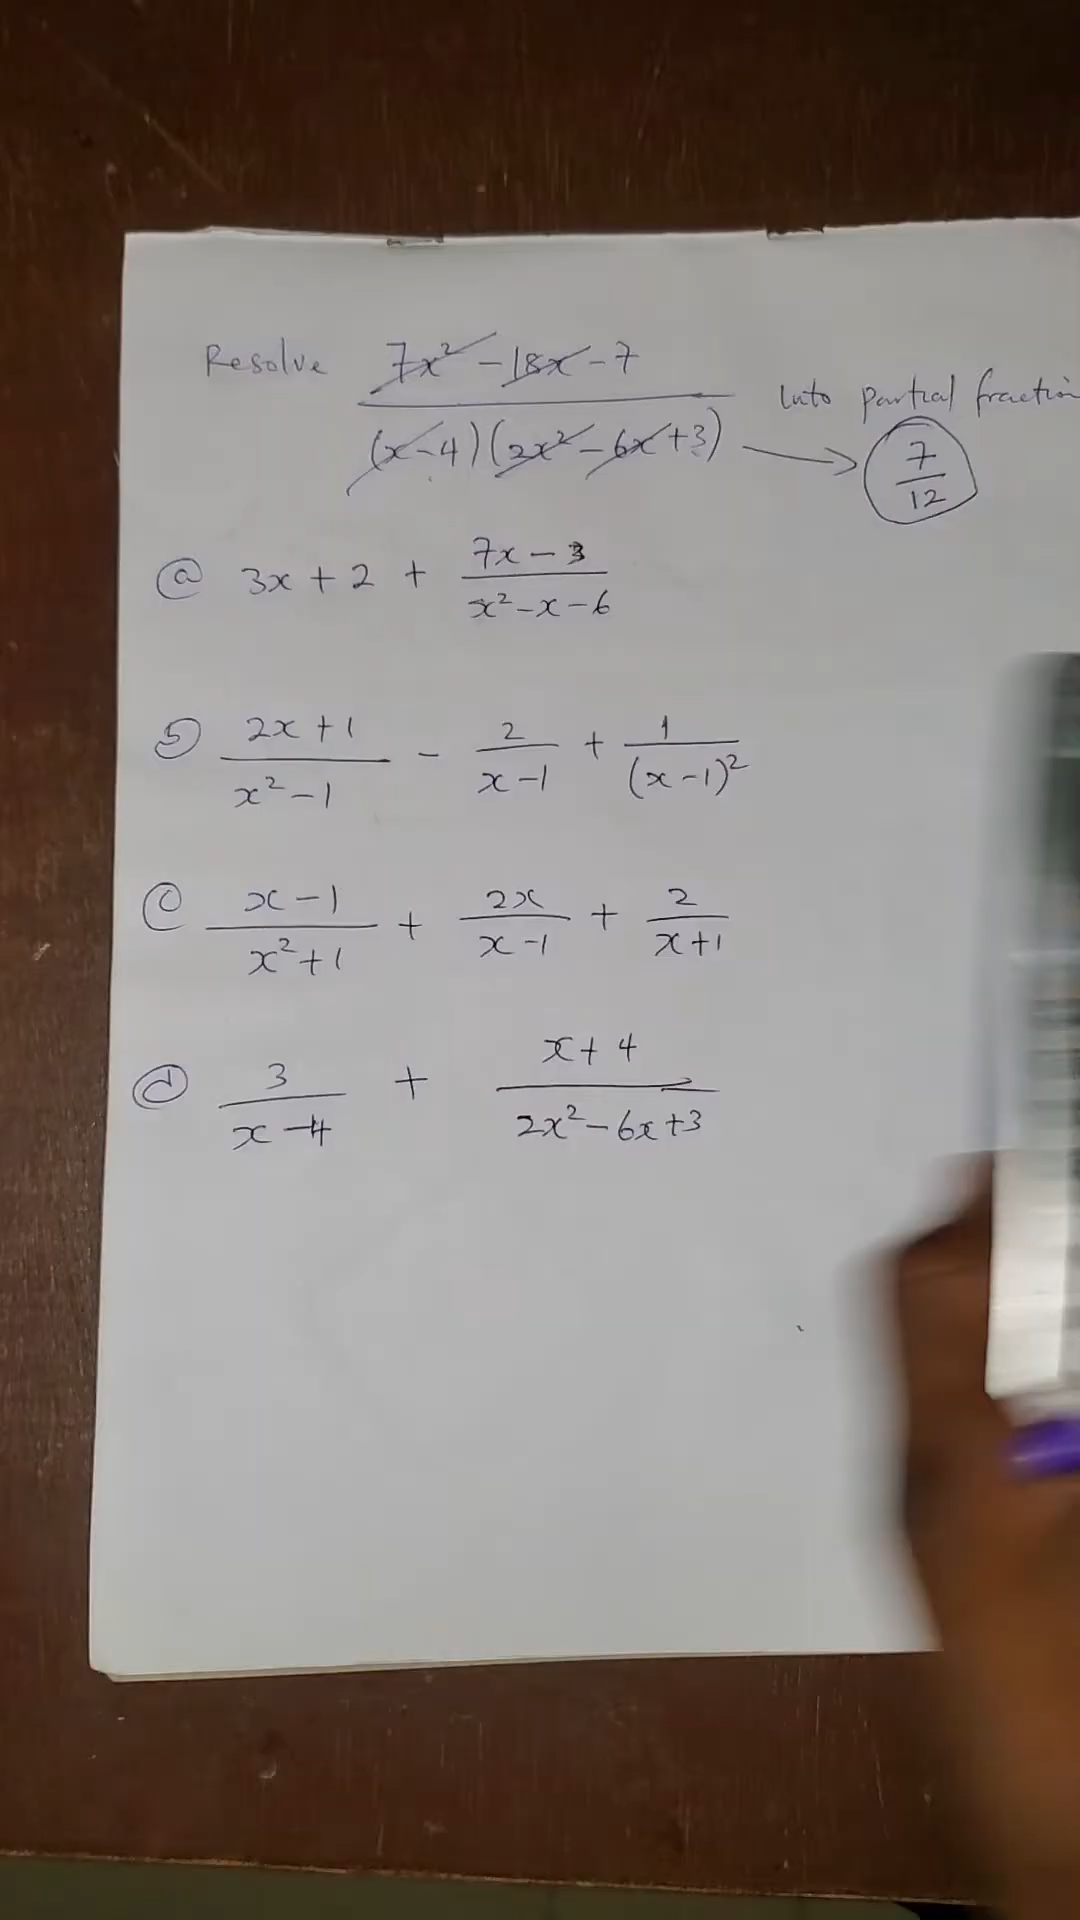 Resolve 7x² - 18x - 7
(x - 4)(2x² - 6x + 3)
into partial fraction
7
12
(a) 3x + 2 + (7x - 3)/(x² - x - 6)
(b) (2x + 1)/(x² - 1) - 2/(x - 1) + 1/(x - 1)²
(c) (x - 1)/(x² + 1) + 2x/(x - 1) + 2/(x + 1)
(d) 3/(x - 4) + (x + 4)/(2x² - 6x + 3)